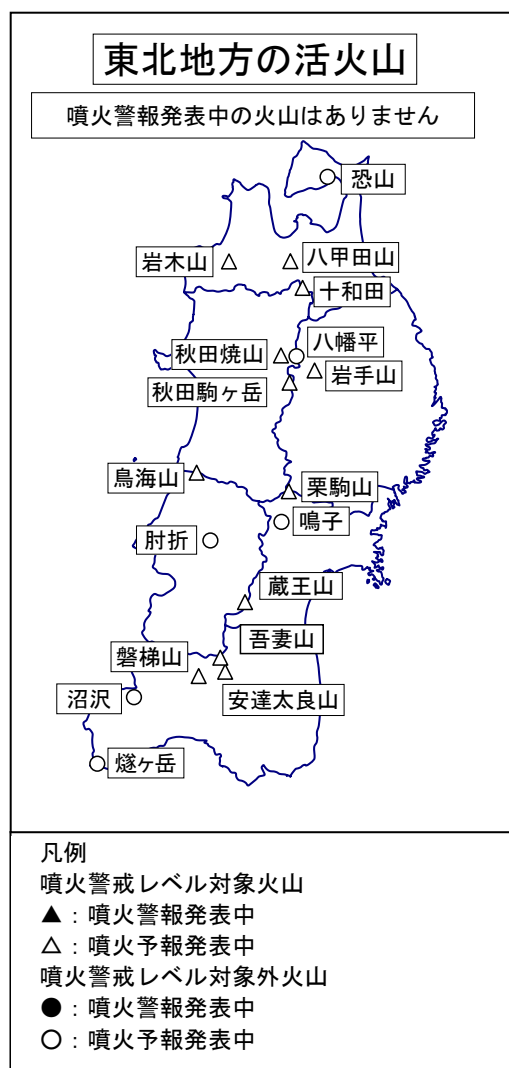 東北地方の活火山
噴火警報発表中の火山はありません
恐山
岩木山
八甲田山
十和田
八幡平
秋田焼山
岩手山
秋田駒ヶ岳
鳥海山
栗駒山
鳴子
肘折
蔵王山
吾妻山
磐梯山
安達太良山
沼沢
燧ヶ岳
凡例
噴火警戒レベル対象火山
▲：噴火警報発表中
△：噴火予報発表中
噴火警戒レベル対象外火山
●：噴火警報発表中
○：噴火予報発表中